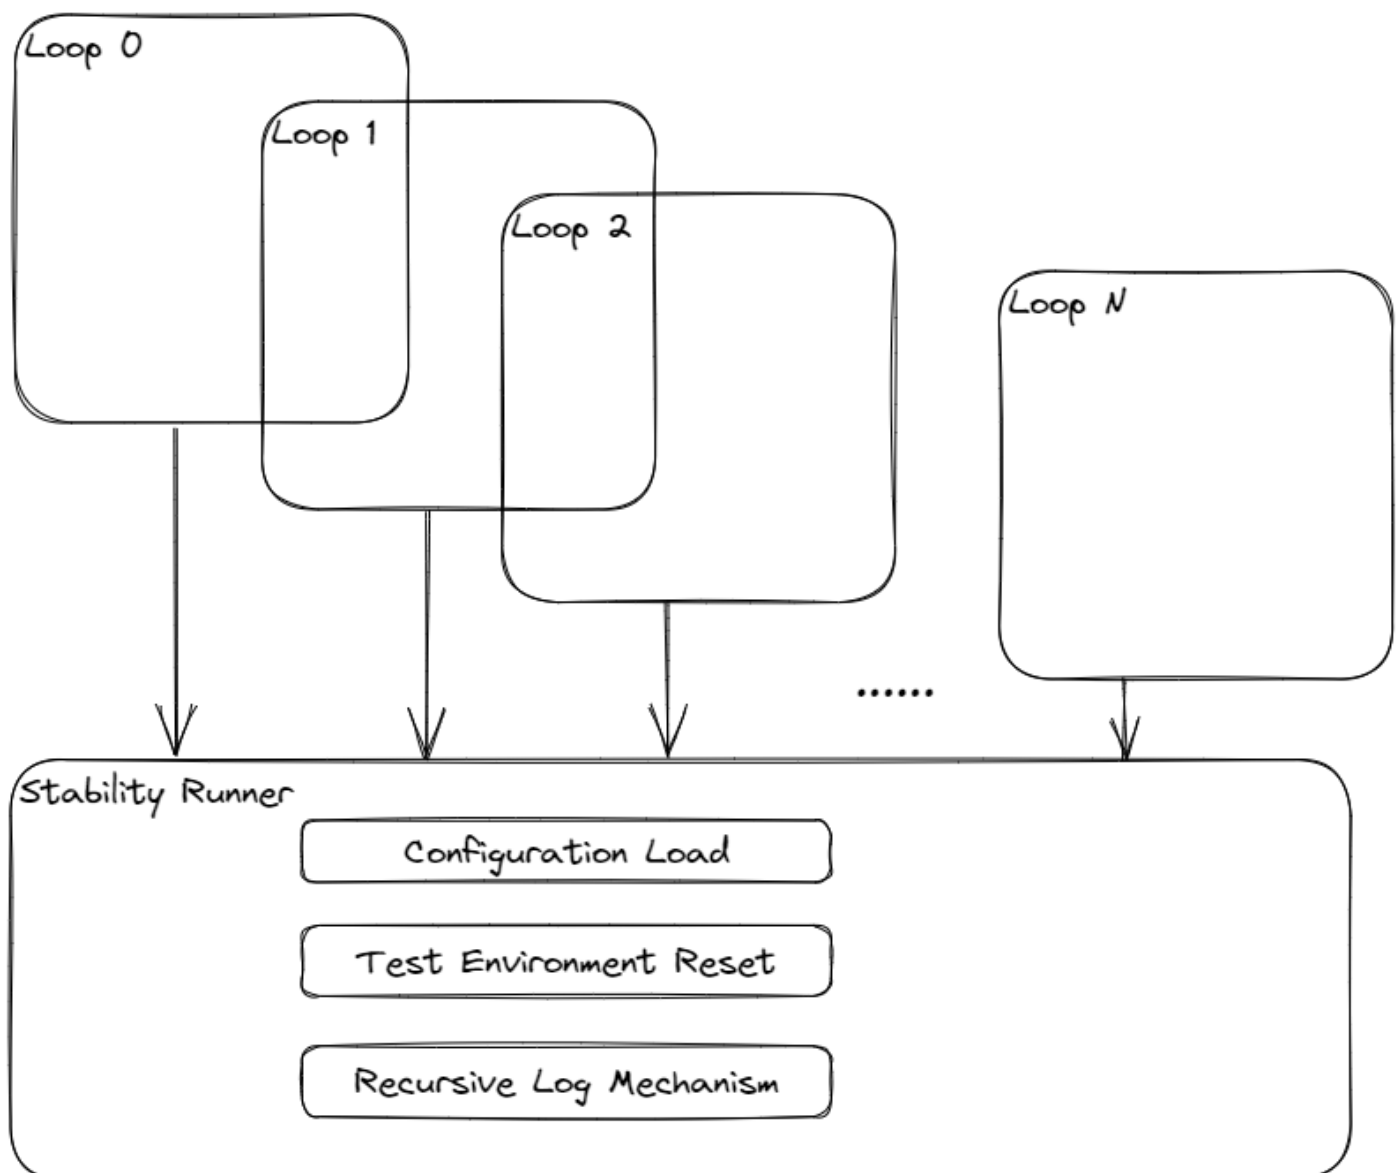 Loop 0
Loop 1
Loop 2
Loop N
......
Stability Runner
Configuration Load
Test Environment Reset
Recursive Log Mechanism